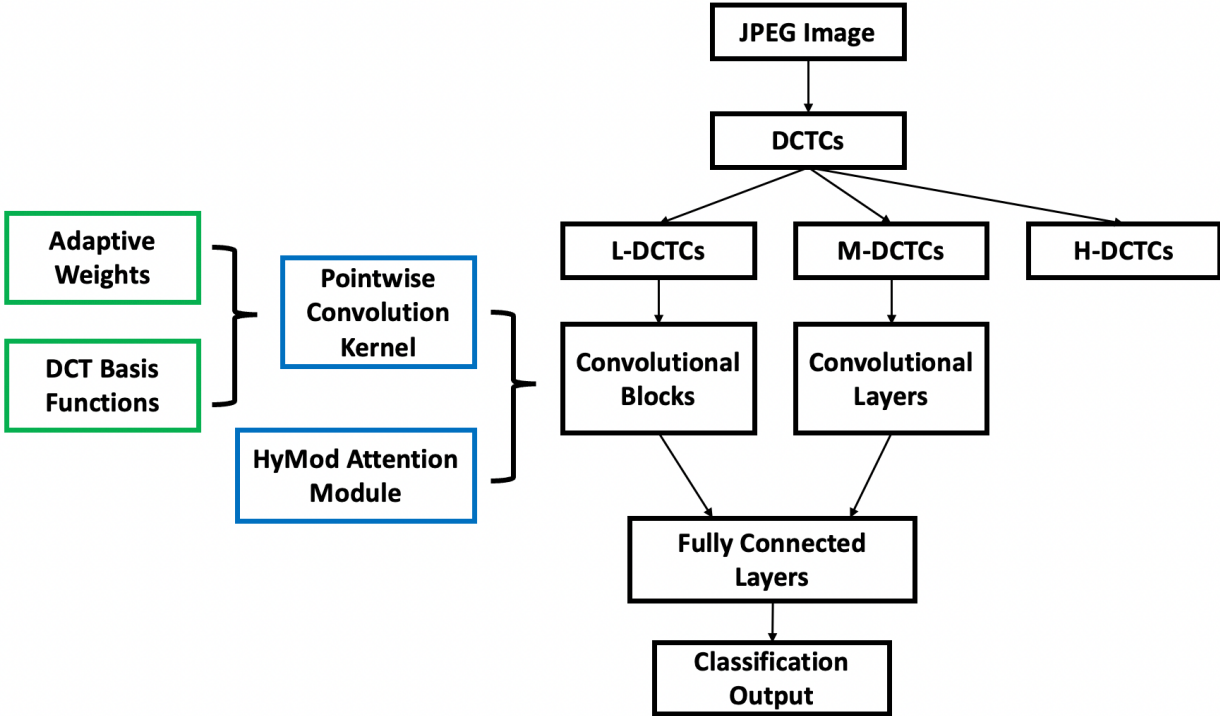 JPEG Image
DCTCs
L-DCTCs
M-DCTCs
H-DCTCs
Adaptive
Weights
DCT Basis
Functions
Pointwise
Convolution
Kernel
HyMod Attention
Module
Convolutional
Blocks
Convolutional
Layers
Fully Connected
Layers
Classification
Output